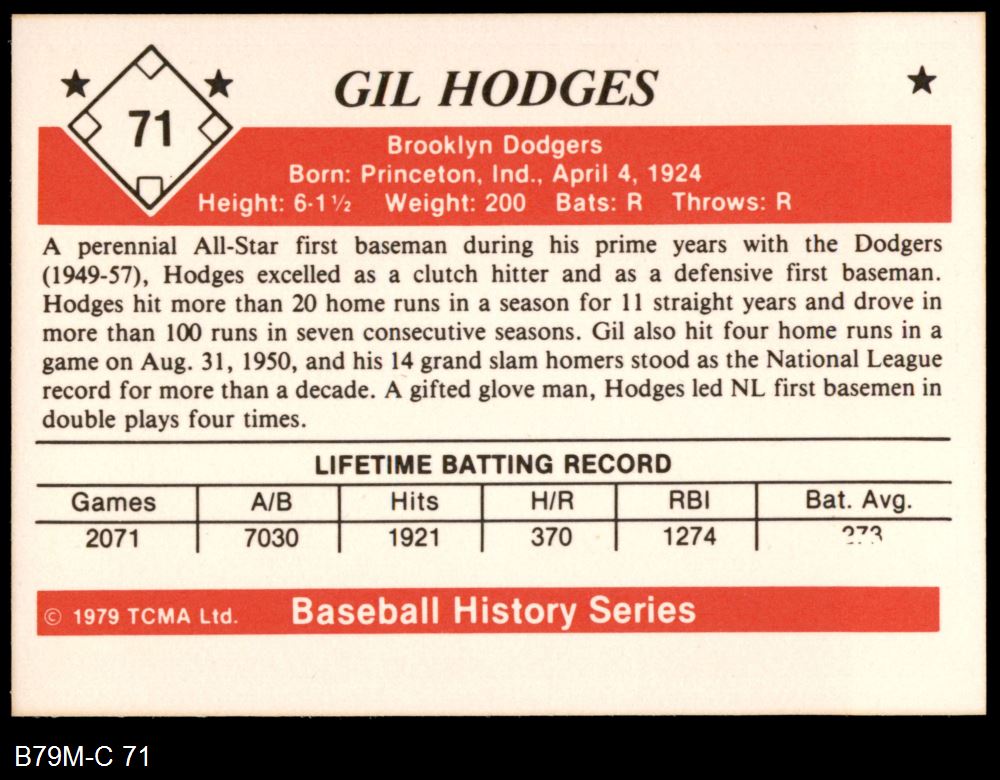 71
GIL HODGES
Brooklyn Dodgers
Born: Princeton, Ind., April 4, 1924
Height: 6-1½ Weight: 200 Bats: R Throws: R
A perennial All-Star first baseman during his prime years with the Dodgers
(1949-57), Hodges excelled as a clutch hitter and as a defensive first baseman.
Hodges hit more than 20 home runs in a season for 11 straight years and drove in
more than 100 runs in seven consecutive seasons. Gil also hit four home runs in a
game on Aug. 31, 1950, and his 14 grand slam homers stood as the National League
record for more than a decade. A gifted glove man, Hodges led NL first basemen in
double plays four times.
LIFETIME BATTING RECORD
Games A/B Hits H/R RBI Bat. Avg.
2071 7030 1921 370 1274 273
© 1979 TCMA Ltd. Baseball History Series
B79M-C 71